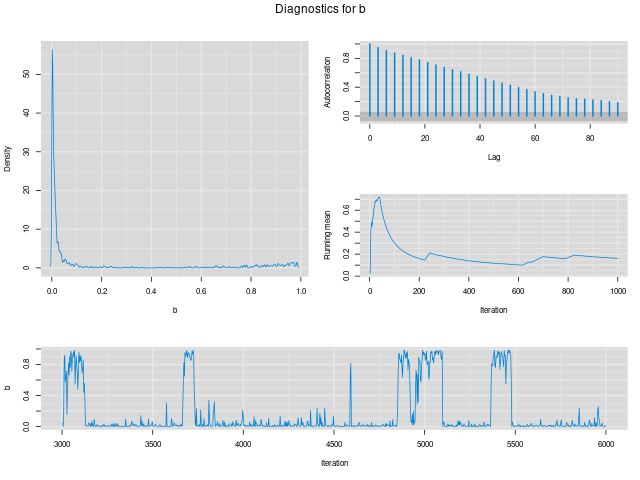 Diagnostics for b
Density
0 10 20 30 40 50
0.0 0.2 0.4 0.6 0.8 1.0
b
Autocorrelation
0.0 0.4 0.8
0 20 40 60 80
Lag
Running mean
0.0 0.2 0.4 0.6
0 200 400 600 800 1000
Iteration
b
0.0 0.4 0.8
3000 3500 4000 4500 5000 5500 6000
Iteration